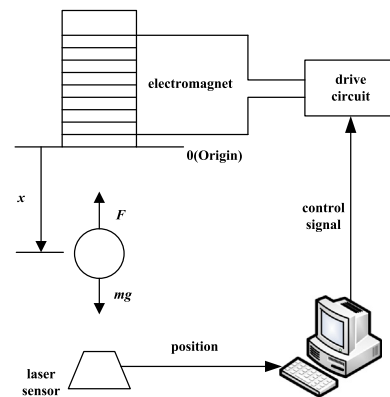 electromagnet
drive
circuit
0(Origin)
x
F
control
signal
mg
position
laser
sensor